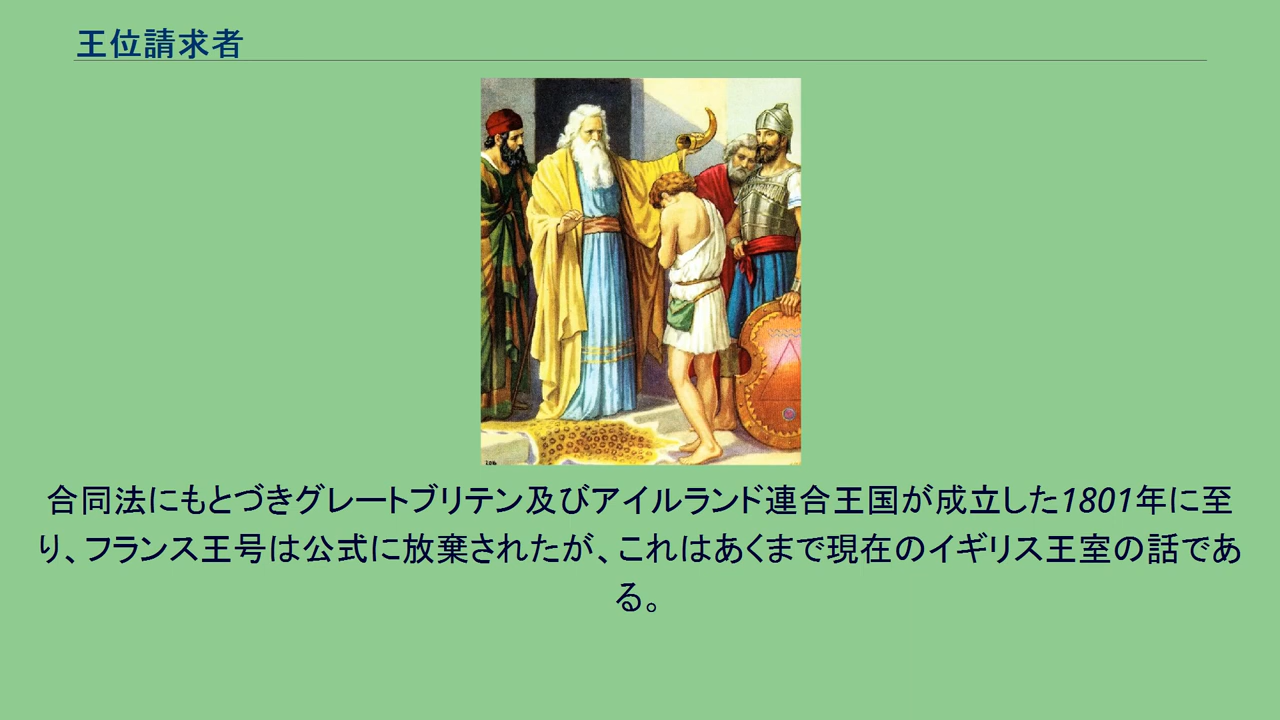 王位請求者
合同法にもとづきグレートブリテン及びアイルランド連合王国が成立した1801年に至
り、フランス王号は公式に放棄されたが、これはあくまで現在のイギリス王室の話であ
る。